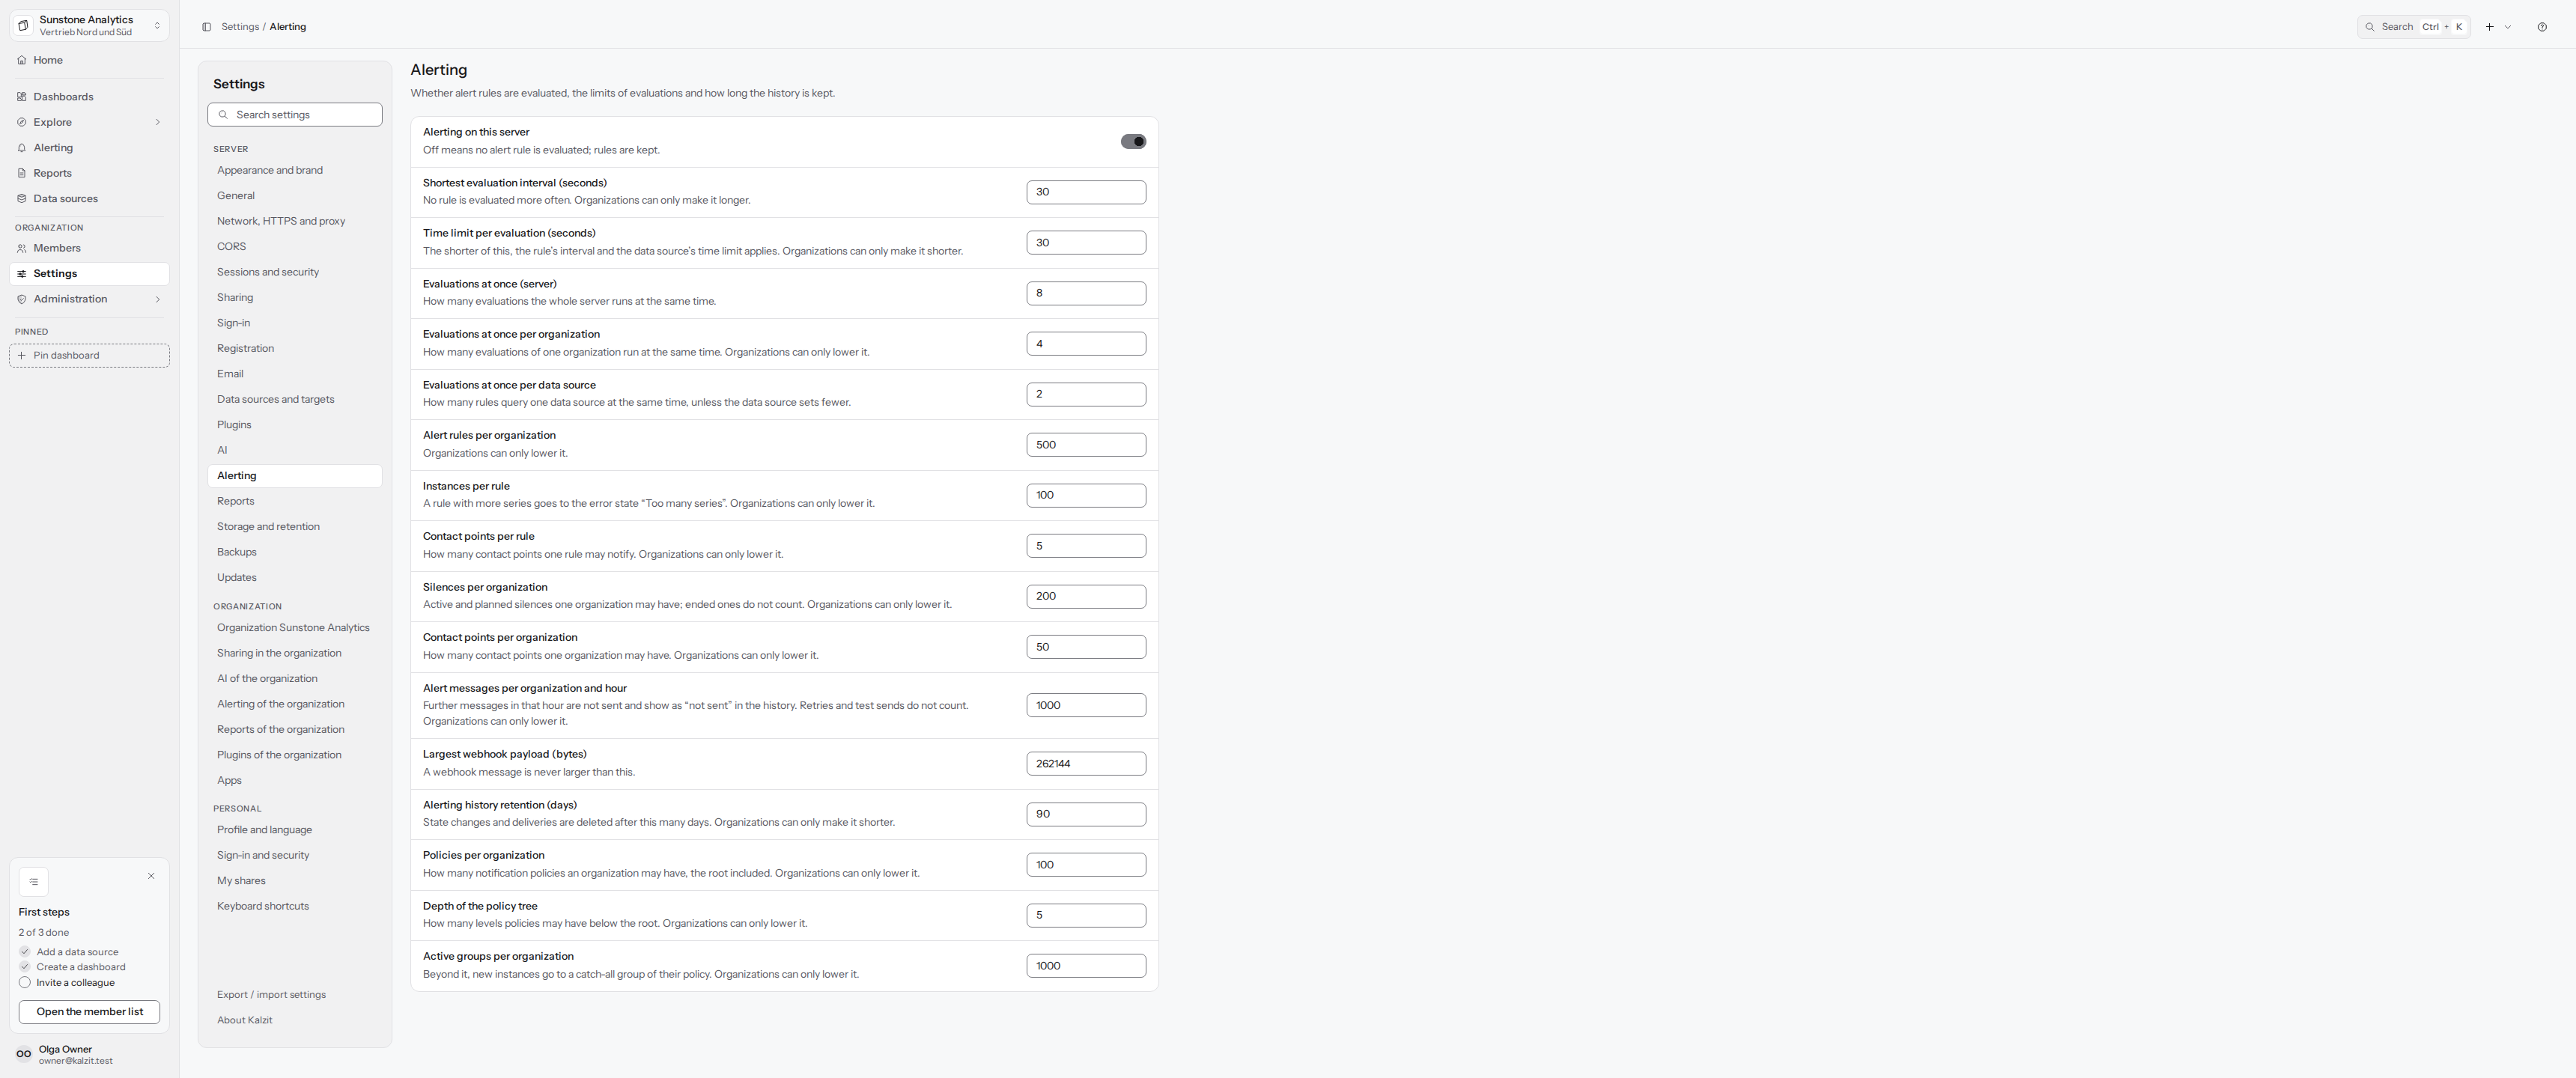 Sunstone Analytics
Vertrieb Nord und Süd
Home
Dashboards
Explore
Alerting
Reports
Data sources
ORGANIZATION
Members
Settings
Administration
PINNED
Pin dashboard
First steps
2 of 3 done
Add a data source
Create a dashboard
Invite a colleague
Open the member list
OO
Olga Owner
owner@kalzit.test
Settings / Alerting
Search Ctrl + K
Settings
Search settings
SERVER
Appearance and brand
General
Network, HTTPS and proxy
CORS
Sessions and security
Sharing
Sign-in
Registration
Email
Data sources and targets
Plugins
AI
Alerting
Reports
Storage and retention
Backups
Updates
ORGANIZATION
Organization Sunstone Analytics
Sharing in the organization
AI of the organization
Alerting of the organization
Reports of the organization
Plugins of the organization
Apps
PERSONAL
Profile and language
Sign-in and security
My shares
Keyboard shortcuts
Export / import settings
About Kalzit
Alerting
Whether alert rules are evaluated, the limits of evaluations and how long the history is kept.
Alerting on this server
Off means no alert rule is evaluated; rules are kept.
Shortest evaluation interval (seconds)
No rule is evaluated more often. Organizations can only make it longer.
30
Time limit per evaluation (seconds)
The shorter of this, the rule's interval and the data source's time limit applies. Organizations can only make it shorter.
30
Evaluations at once (server)
How many evaluations the whole server runs at the same time.
8
Evaluations at once per organization
How many evaluations of one organization run at the same time. Organizations can only lower it.
4
Evaluations at once per data source
How many rules query one data source at the same time, unless the data source sets fewer.
2
Alert rules per organization
Organizations can only lower it.
500
Instances per rule
A rule with more series goes to the error state “Too many series”. Organizations can only lower it.
100
Contact points per rule
How many contact points one rule may notify. Organizations can only lower it.
5
Silences per organization
Active and planned silences one organization may have; ended ones do not count. Organizations can only lower it.
200
Contact points per organization
How many contact points one organization may have. Organizations can only lower it.
50
Alert messages per organization and hour
Further messages in that hour are not sent and show as “not sent” in the history. Retries and test sends do not count.
Organizations can only lower it.
1000
Largest webhook payload (bytes)
A webhook message is never larger than this.
262144
Alerting history retention (days)
State changes and deliveries are deleted after this many days. Organizations can only make it shorter.
90
Policies per organization
How many notification policies an organization may have, the root included. Organizations can only lower it.
100
Depth of the policy tree
How many levels policies may have below the root. Organizations can only lower it.
5
Active groups per organization
Beyond it, new instances go to a catch-all group of their policy. Organizations can only lower it.
1000